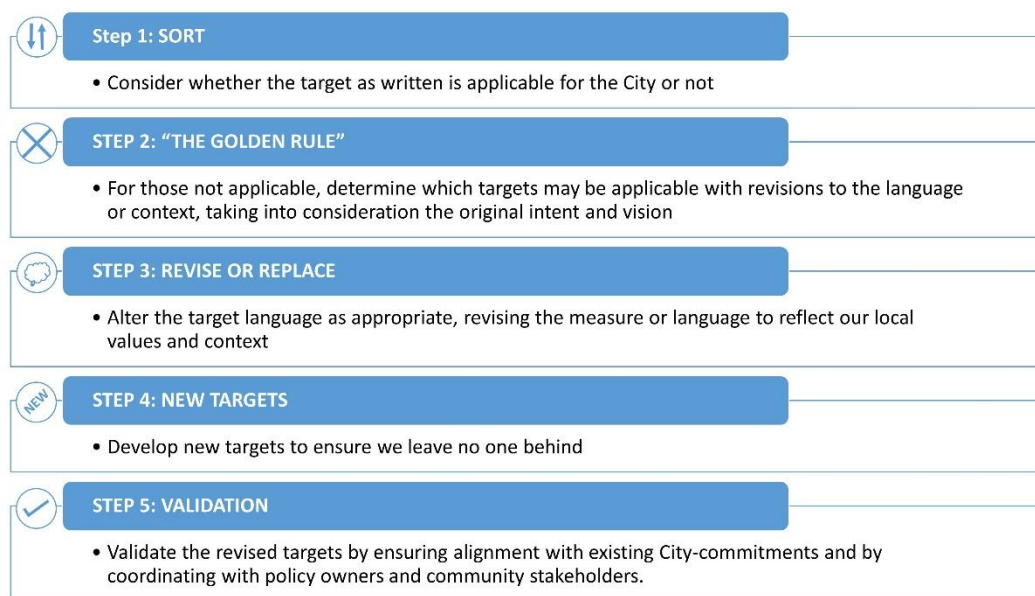 Step 1: SORT
• Consider whether the target as written is applicable for the City or not
STEP 2: “THE GOLDEN RULE”
• For those not applicable, determine which targets may be applicable with revisions to the language
or context, taking into consideration the original intent and vision
STEP 3: REVISE OR REPLACE
• Alter the target language as appropriate, revising the measure or language to reflect our local
values and context
NEW
STEP 4: NEW TARGETS
• Develop new targets to ensure we leave no one behind
STEP 5: VALIDATION
• Validate the revised targets by ensuring alignment with existing City-commitments and by
coordinating with policy owners and community stakeholders.